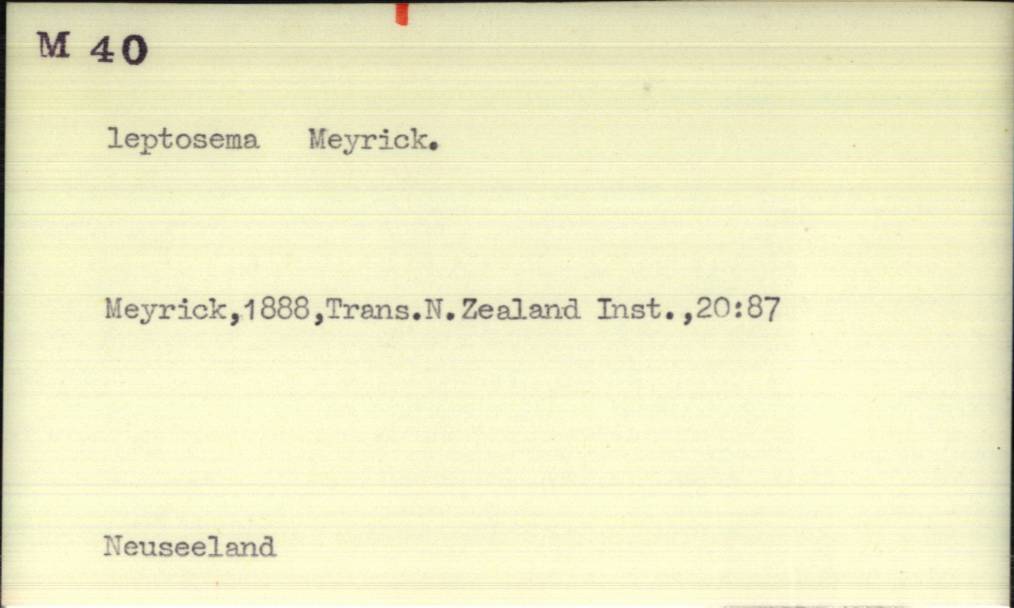 M 40
leptosema Meyrick.
Meyrick,1888,Trans.N.Zealand Inst.,20:87
Neuseeland